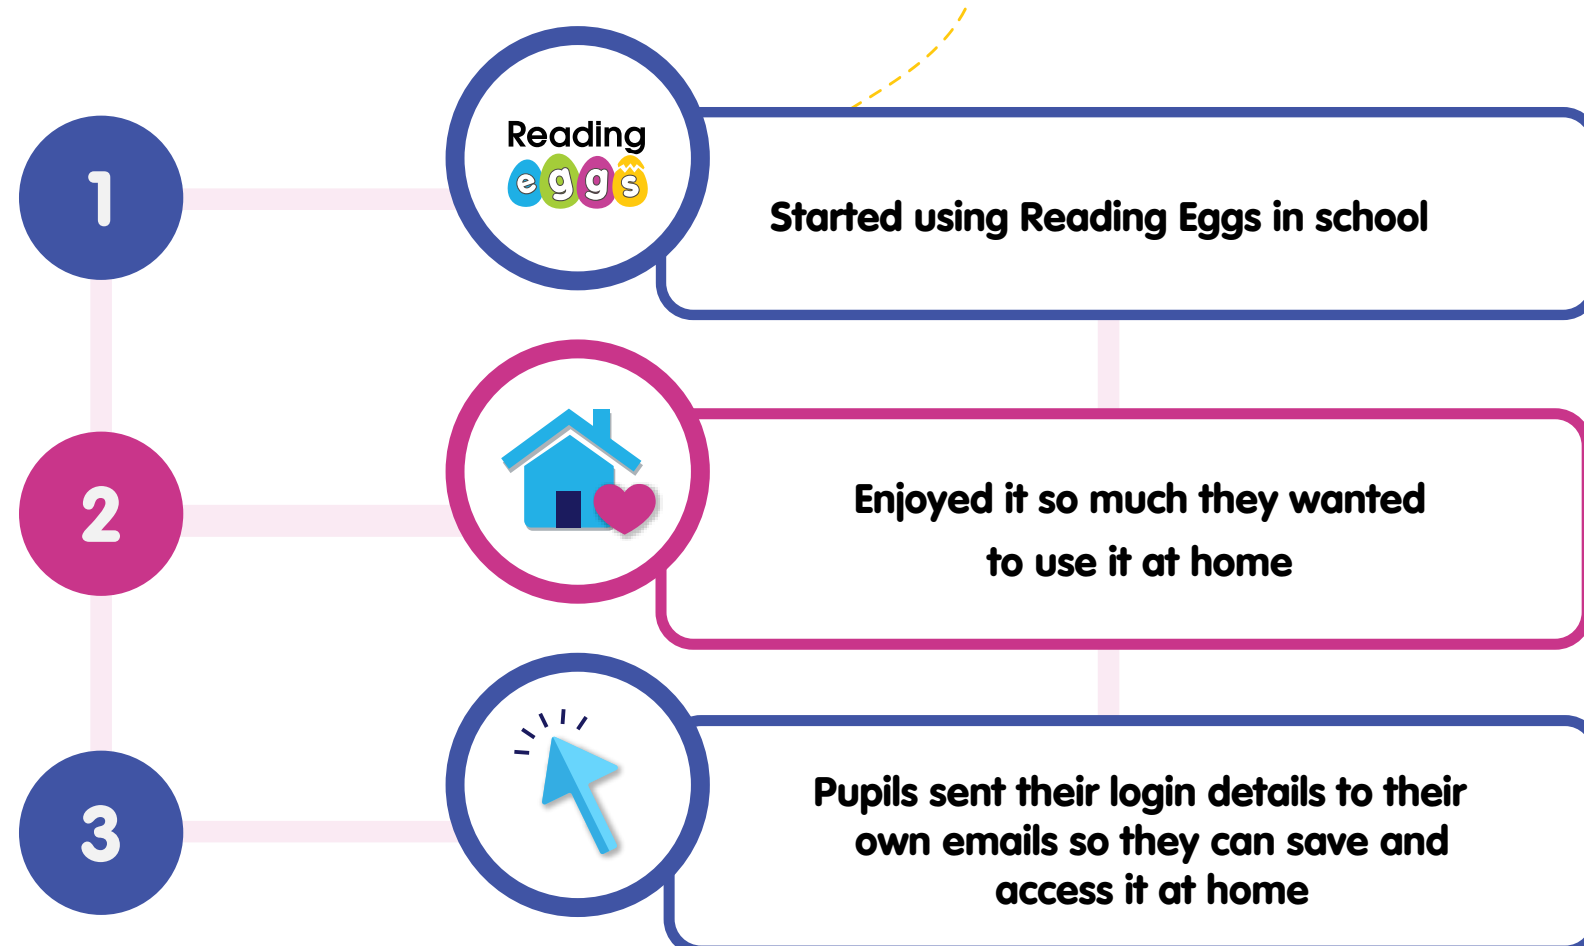 1
Reading
eggs
Started using Reading Eggs in school
2
Enjoyed it so much they wanted
to use it at home
3
Pupils sent their login details to their
own emails so they can save and
access it at home